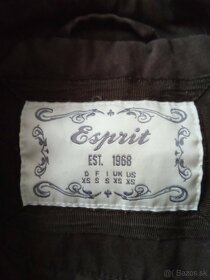 Esprit
EST. 1968
D F I UK US
XS S S XS XS
© bazos.sk